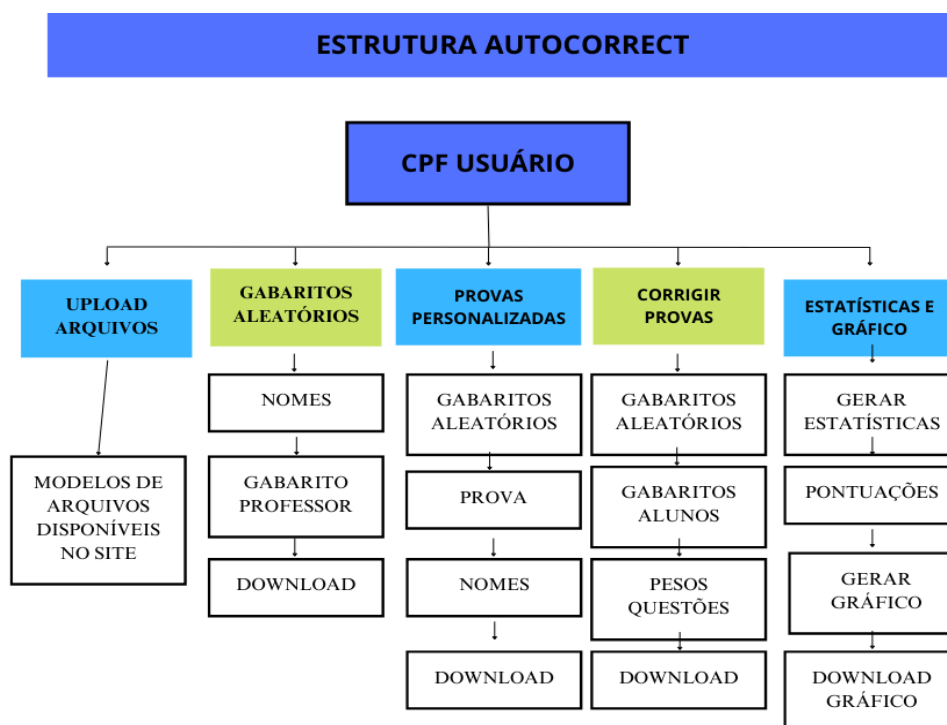 ESTRUTURA AUTOCORRECT
CPF USUÁRIO
UPLOAD
ARQUIVOS
MODELOS DE
ARQUIVOS
DISPONÍVEIS
NO SITE
GABARITOS
ALEATÓRIOS
NOMES
GABARITO
PROFESSOR
DOWNLOAD
PROVAS
PERSONALIZADAS
GABARITOS
ALEATÓRIOS
PROVA
NOMES
DOWNLOAD
CORRIGIR
PROVAS
GABARITOS
ALEATÓRIOS
GABARITOS
ALUNOS
PESOS
QUESTÕES
DOWNLOAD
ESTATÍSTICAS E
GRÁFICO
GERAR
ESTATÍSTICAS
PONTUAÇÕES
GERAR
GRÁFICO
DOWNLOAD
GRÁFICO